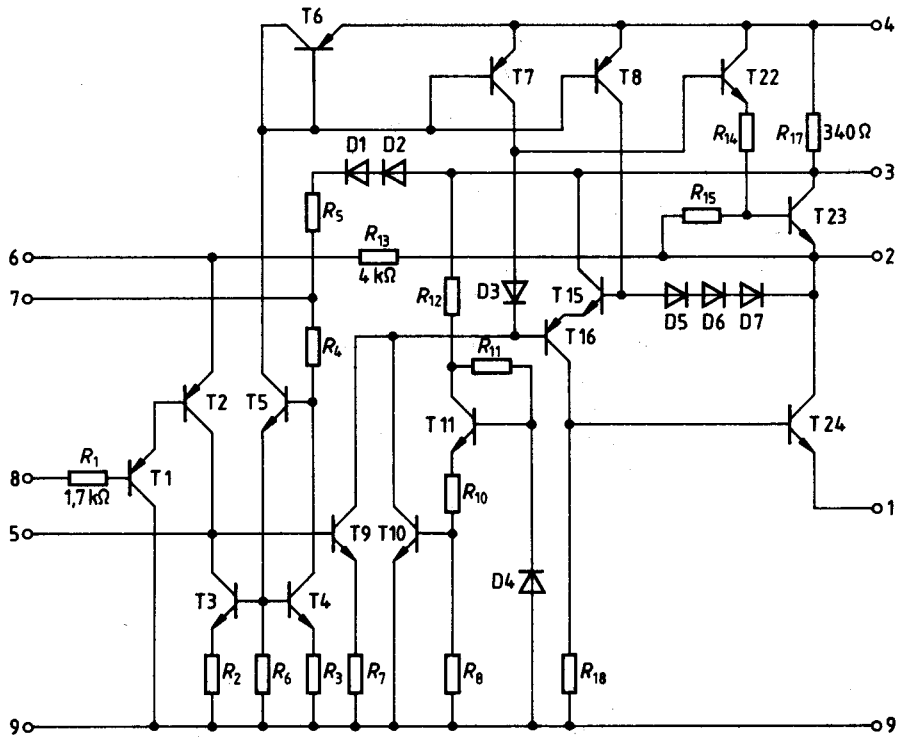 T6
4
T7
T8
T22
R14
R17
340 Ω
D1
D2
3
R5
R15
T23
R13
6
4 kΩ
2
7
R12
D3
T15
D5
D6
D7
T16
R4
R11
T2
T5
T11
T24
R1
8
1,7 kΩ
T1
R10
1
5
T9
T10
D4
T3
T4
R2
R6
R3
R7
R8
R18
9
9